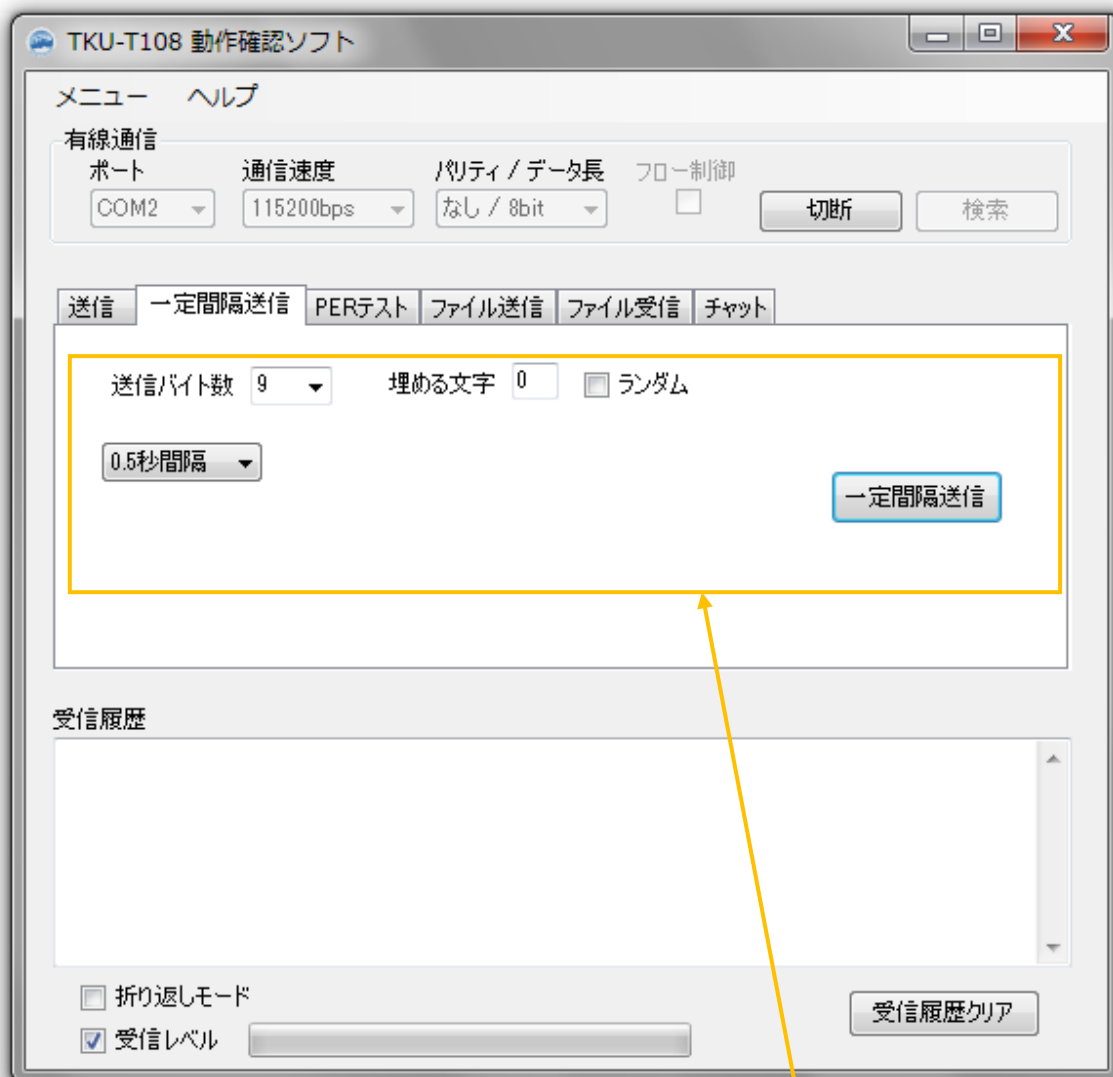 TKU-T108 動作確認ソフト
メニュー ヘルプ
有線通信
ポート 通信速度 パリティ / データ長 フロー制御
COM2 115200bps なし / 8bit 切断 検索
送信 一定間隔送信 PERテスト ファイル送信 ファイル受信 チャット
送信バイト数 9 埋める文字 0 ランダム
0.5秒間隔
一定間隔送信
受信履歴
折り返しモード
受信履歴クリア
受信レベル